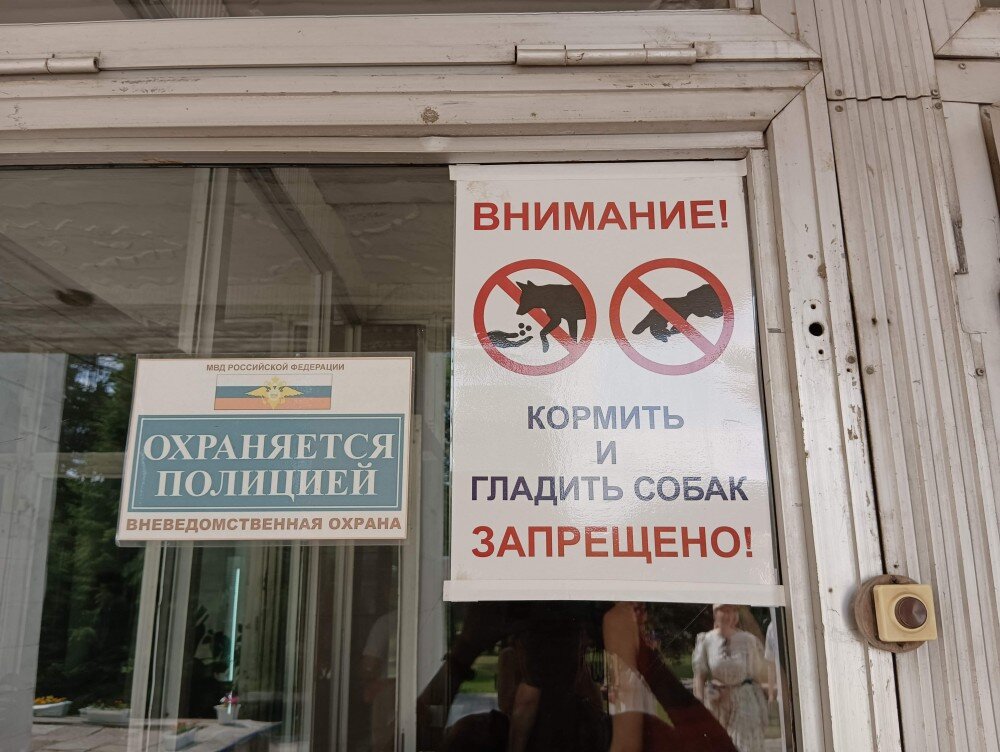 МВД РОССИЙСКОЙ ФЕДЕРАЦИИ
ОХРАНЯЕТСЯ
ПОЛИЦИЕЙ
ВНЕВЕДОМСТВЕННАЯ ОХРАНА
ВНИМАНИЕ!
КОРМИТЬ
И
ГЛАДИТЬ СОБАК
ЗАПРЕЩЕНО!